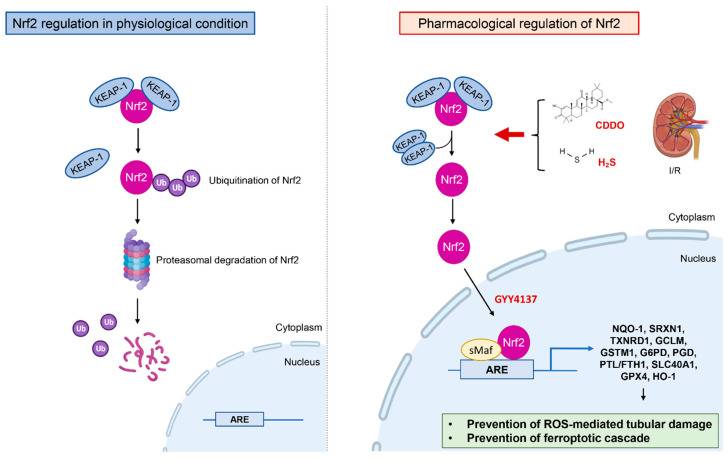 Nrf2 regulation in physiological condition
KEAP-1
KEAP-1
Nrf2
KEAP-1
Nrf2
Ub
Ub
Ub
Ubiquitination of Nrf2
Proteasomal degradation of Nrf2
Ub
Ub
Ub
Cytoplasm
Nucleus
ARE
Pharmacological regulation of Nrf2
KEAP-1
KEAP-1
Nrf2
KEAP-1
KEAP-1
Nrf2
CDDO
H
H
S
H₂S
I/R
Nrf2
Cytoplasm
Nucleus
GYY4137
sMaf
Nrf2
ARE
NQO-1, SRXN1,
TXNRD1, GCLM,
GSTM1, G6PD, PGD,
PTL/FTH1, SLC40A1,
GPX4, HO-1
• Prevention of ROS-mediated tubular damage
• Prevention of ferroptotic cascade